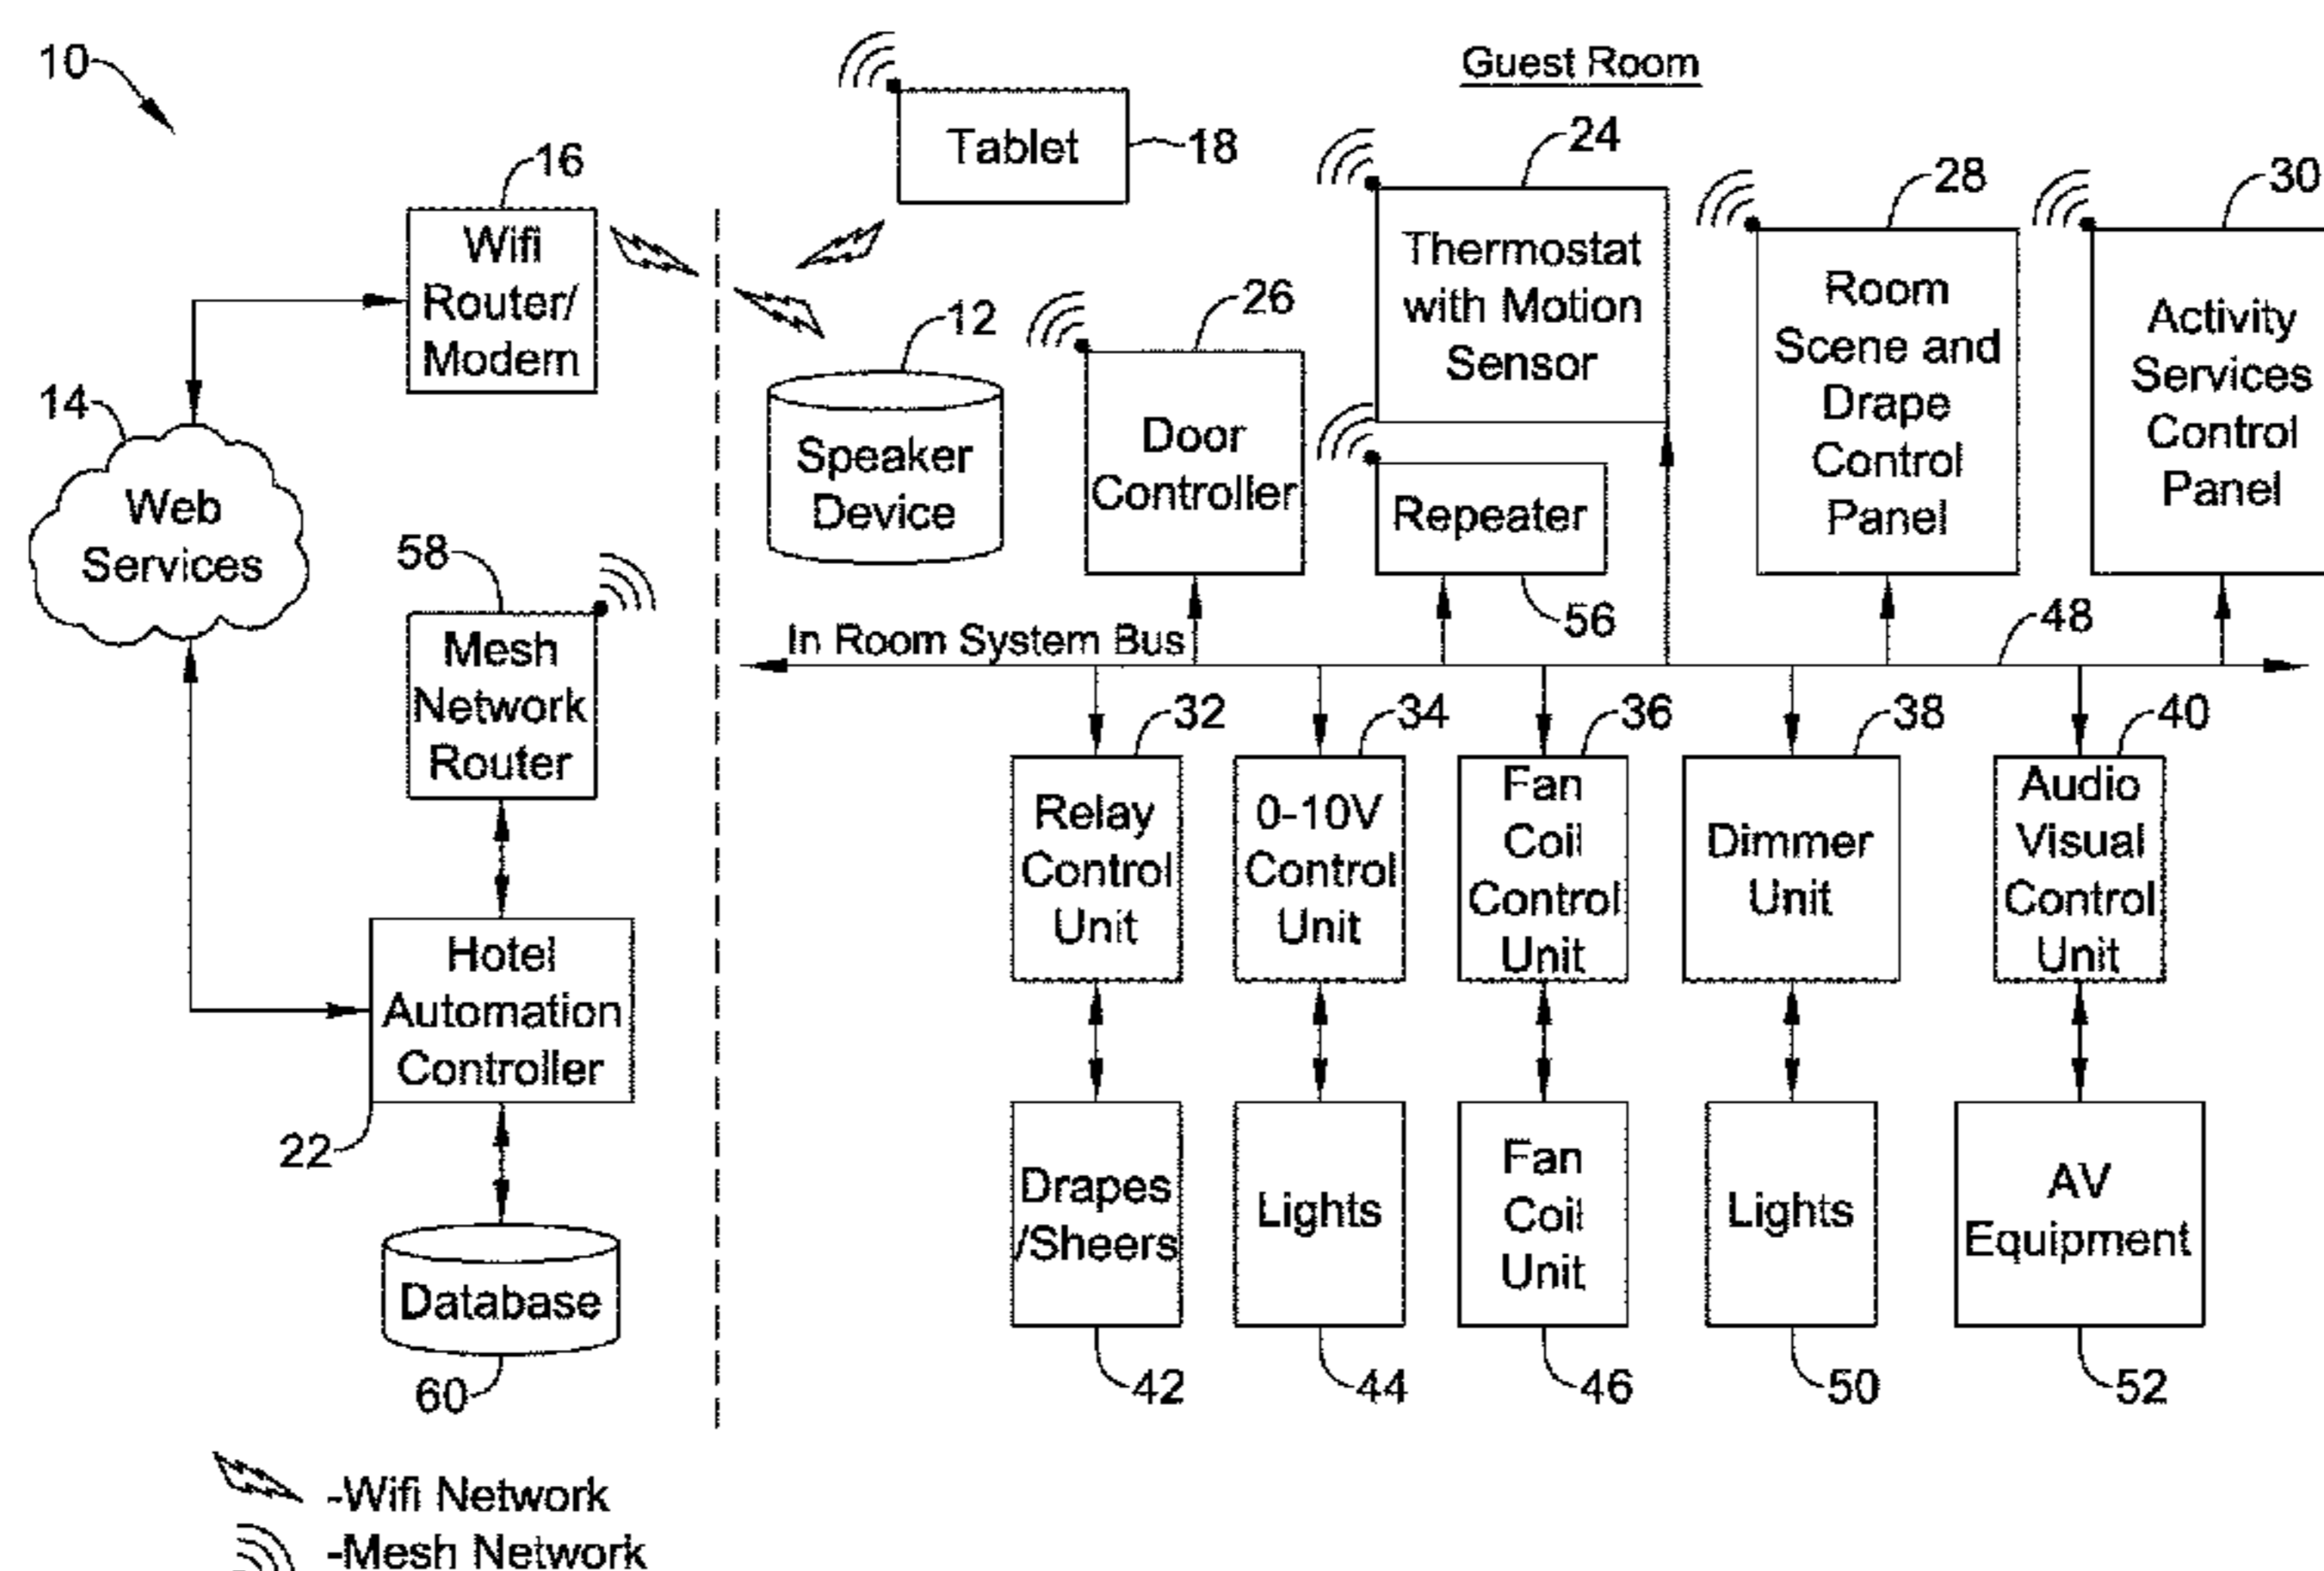 10
Guest Room
16
Wifi
Router/
Modem
Tablet
18
24
Thermostat
with Motion
Sensor
28
Room
Scene and
Drape
Control
Panel
30
Activity
Services
Control
Panel
14
Web
Services
12
Speaker
Device
26
Door
Controller
Repeater
56
58
Mesh
Network
Router
In Room System Bus
48
32
Relay
Control
Unit
34
0-10V
Control
Unit
36
Fan
Coil
Control
Unit
38
Dimmer
Unit
40
Audio
Visual
Control
Unit
Hotel
Automation
Controller
22
Database
60
Drapes
/Sheers
42
Lights
44
Fan
Coil
Unit
46
Lights
50
AV
Equipment
52
-Wifi Network
-Mesh Network